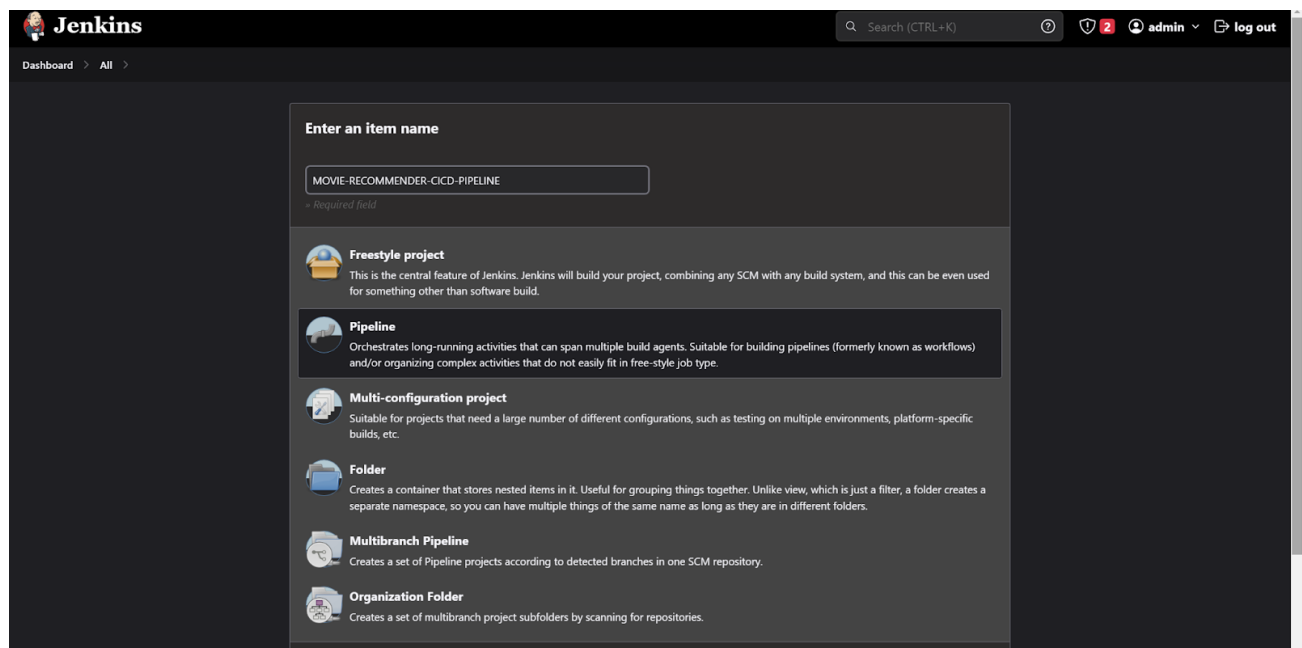 Jenkins
Search (CTRL+K)
2
admin
log out
Dashboard > All >
Enter an item name
MOVIE-RECOMMENDER-CICD-PIPELINE
» Required field
Freestyle project
This is the central feature of Jenkins. Jenkins will build your project, combining any SCM with any build system, and this can be even used
for something other than software build.
Pipeline
Orchestrates long-running activities that can span multiple build agents. Suitable for building pipelines (formerly known as workflows)
and/or organizing complex activities that do not easily fit in free-style job type.
Multi-configuration project
Suitable for projects that need a large number of different configurations, such as testing on multiple environments, platform-specific
builds, etc.
Folder
Creates a container that stores nested items in it. Useful for grouping things together. Unlike view, which is just a filter, a folder creates a
separate namespace, so you can have multiple things of the same name as long as they are in different folders.
Multibranch Pipeline
Creates a set of Pipeline projects according to detected branches in one SCM repository.
Organization Folder
Creates a set of multibranch project subfolders by scanning for repositories.